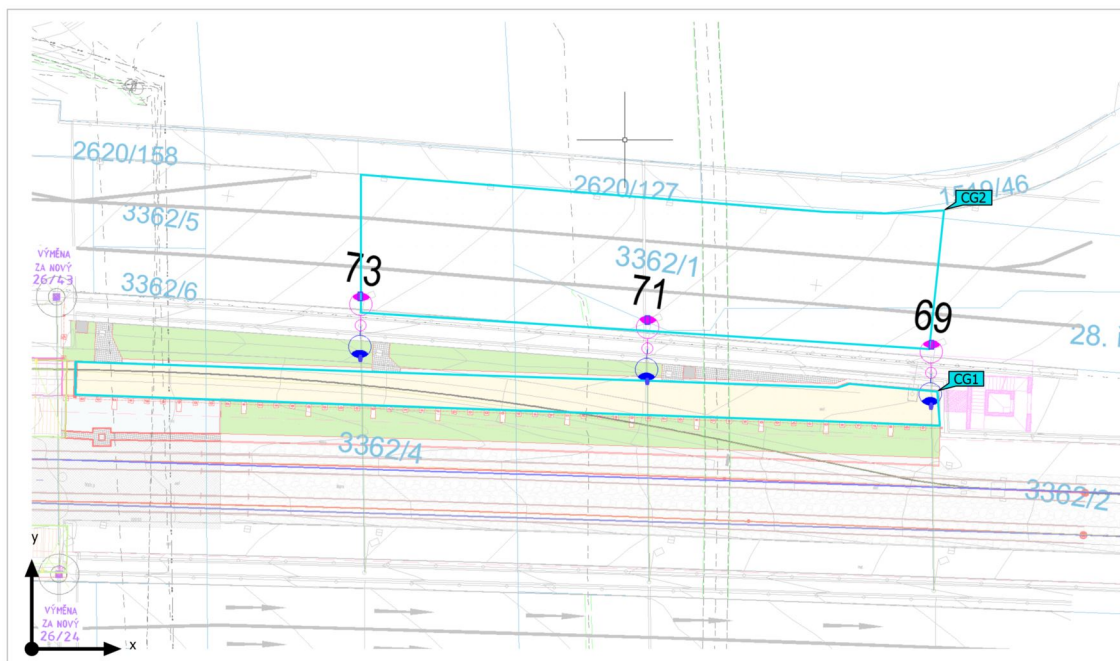 2620/158
2620/127
1519/46
CG2
3362/5
VÝMĚNA
ZA NOVÝ
26/43
73
3362/1
3362/6
71
69
28.
CG1
3362/4
3362/2
y
x
VÝMĚNA
ZA NOVÝ
26/24